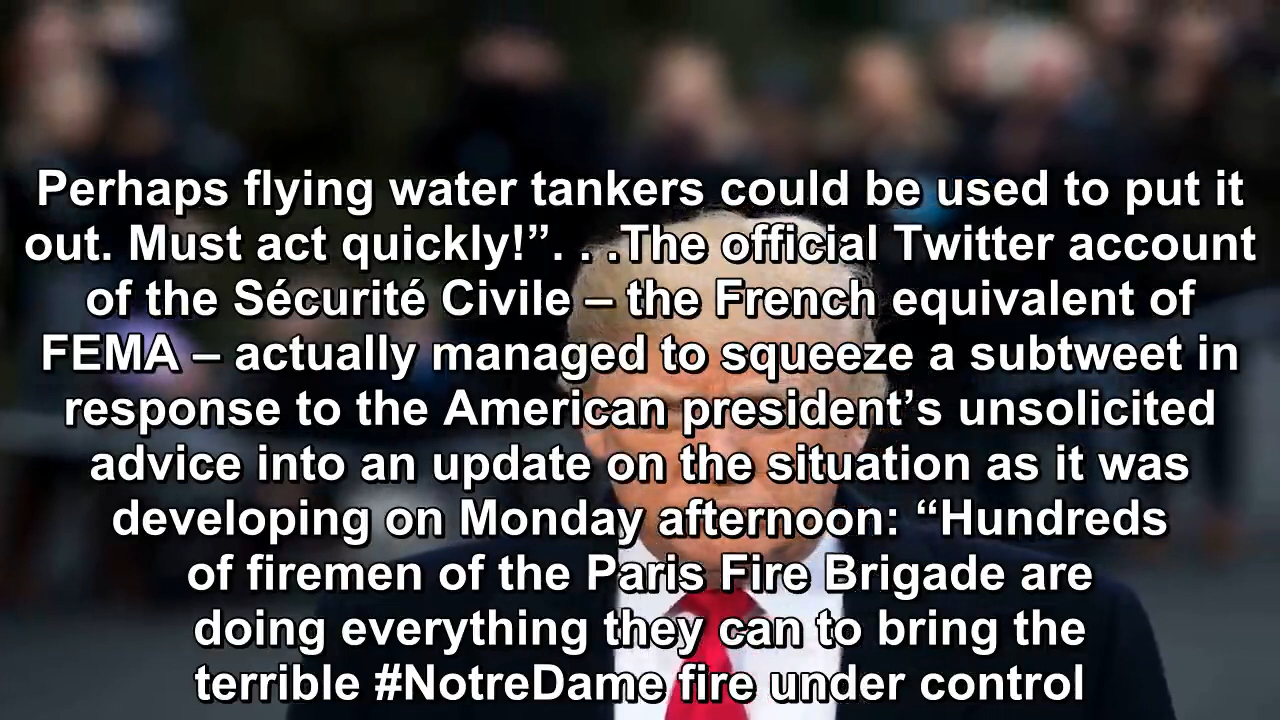 Perhaps flying water tankers could be used to put it
out. Must act quickly!”. . .The official Twitter account
of the Sécurité Civile – the French equivalent of
FEMA – actually managed to squeeze a subtweet in
response to the American president’s unsolicited
advice into an update on the situation as it was
developing on Monday afternoon: “Hundreds
of firemen of the Paris Fire Brigade are
doing everything they can to bring the
terrible #NotreDame fire under control